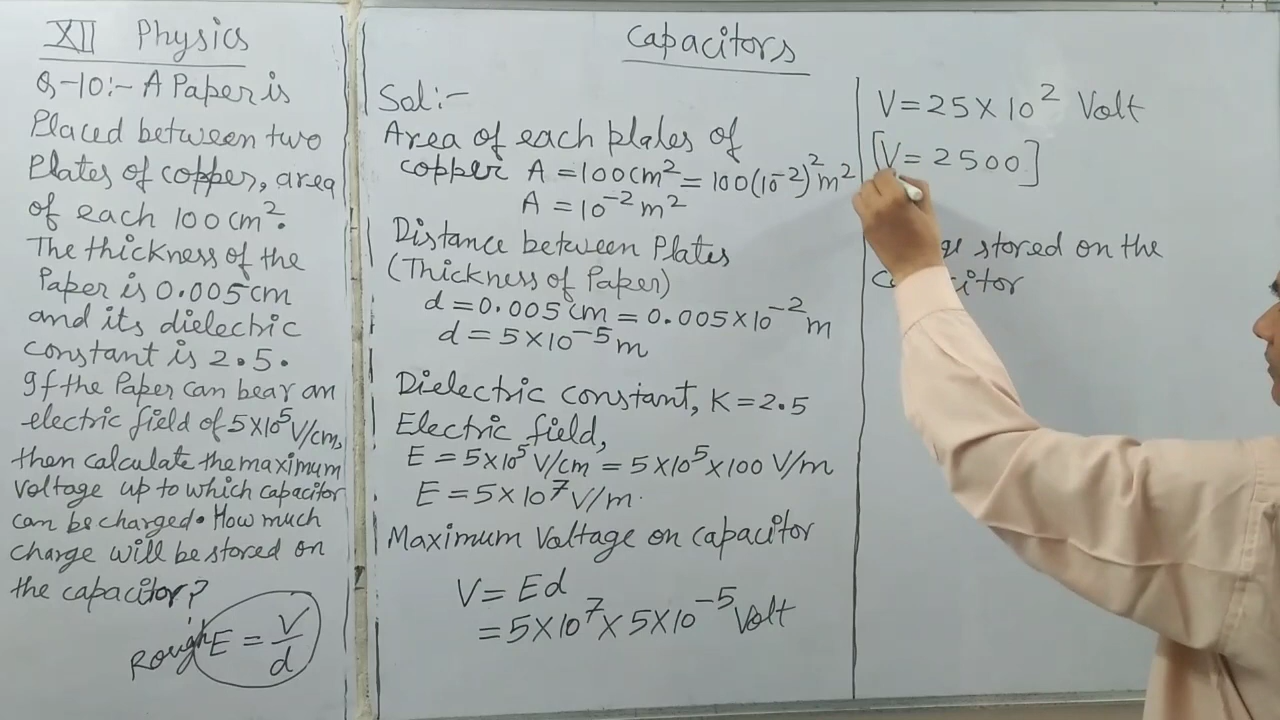 XII Physics
Q-10:- A Paper is
Placed between two
Plates of copper, area
of each 100 cm².
The thickness of the
Paper is 0.005 cm
and its dielectric
constant is 2.5.
If the Paper can bear an
electric field of 5×10⁵ V/cm,
then calculate the maximum
voltage up to which capacitor
can be charged. How much
charge will be stored on
the capacitor?
Rough E = V/d
Capacitors
Sol:-
Area of each plates of
copper A = 100 cm² = 100(10⁻²)² m²
A = 10⁻² m²
Distance between Plates
(Thickness of Paper)
d = 0.005 cm = 0.005×10⁻² m
d = 5×10⁻⁵ m
Dielectric constant, K = 2.5
Electric field,
E = 5×10⁵ V/cm = 5×10⁵×100 V/m
E = 5×10⁷ V/m.
Maximum Voltage on capacitor
V = Ed
= 5×10⁷ × 5×10⁻⁵ Volt
V = 25×10² Volt
[V = 2500]
stored on the